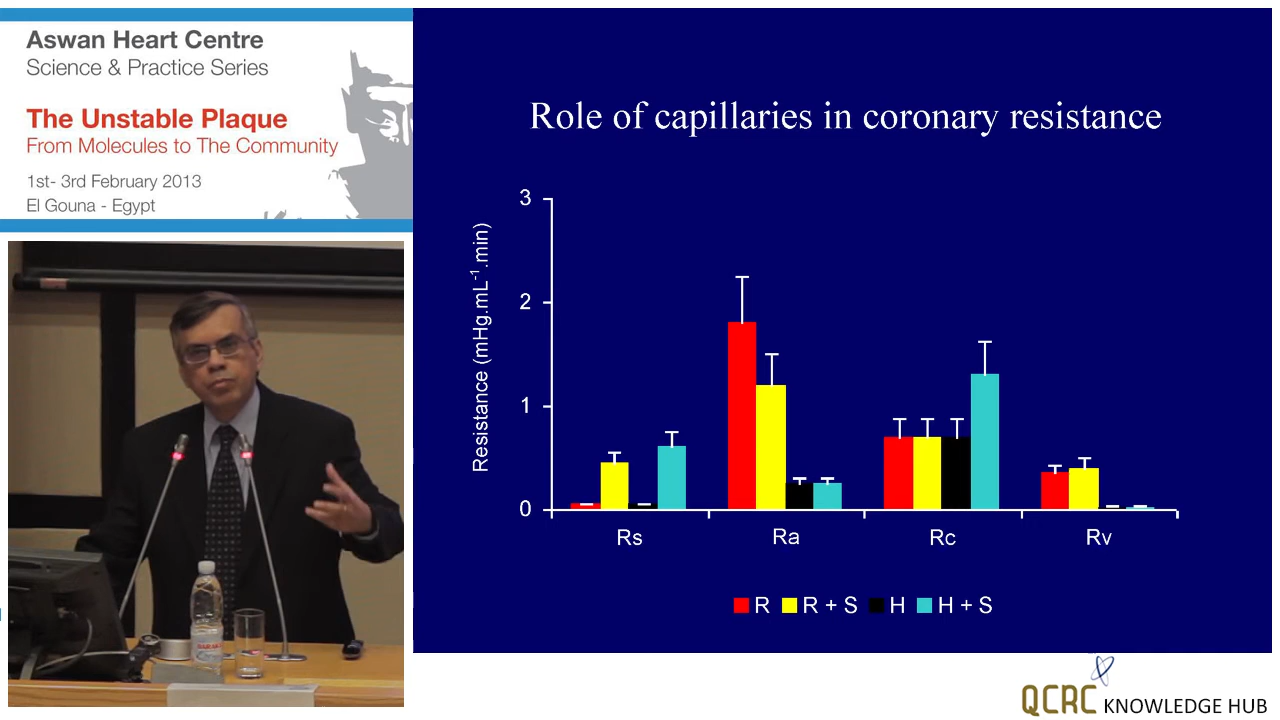 Aswan Heart Centre
Science & Practice Series
The Unstable Plaque
From Molecules to The Community
1st- 3rd February 2013
El Gouna - Egypt
Role of capillaries in coronary resistance
Resistance (mHg.mL-1.min)
3
2
1
0
Rs Ra Rc Rv
R R + S H H + S
QCRC KNOWLEDGE HUB